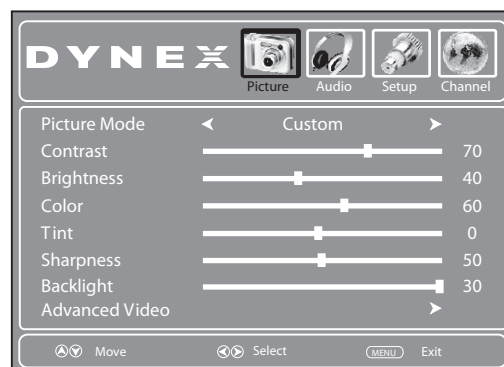 DYNEX
Picture Audio Setup Channel
Picture Mode Custom
Contrast 70
Brightness 40
Color 60
Tint 0
Sharpness 50
Backlight 30
Advanced Video
Move Select MENU Exit